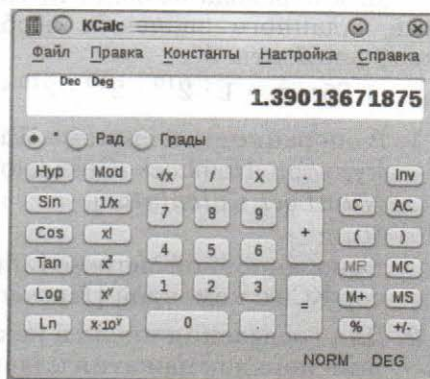 KCalc
Файл Правка Константы Настройка Справка
Dec Deg
1.39013671875
° Рад Грады
Hyp Mod √x / X - Inv
Sin 1/x 7 8 9 + C AC
Cos x! 4 5 6 ( )
Tan x² 1 2 3 = MR MC
Log xʸ 0 . M+ MS
Ln x·10ʸ % +/-
NORM DEG